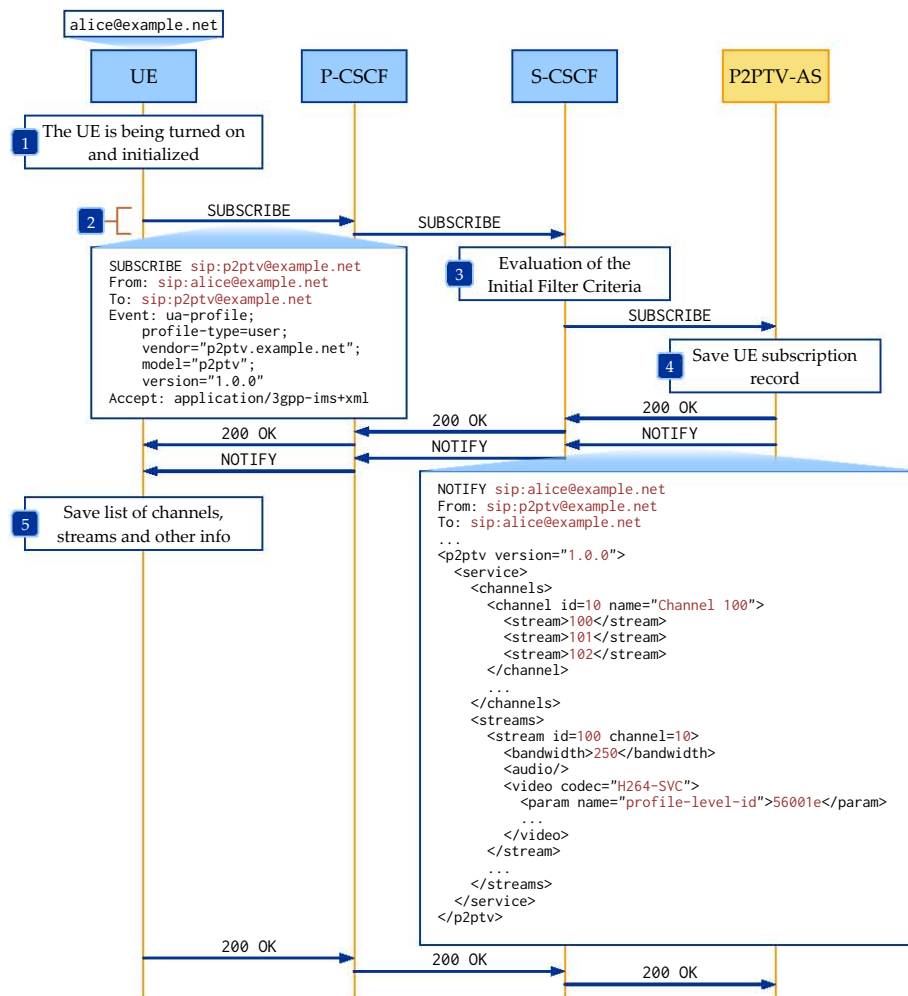 alice@example.net
UE
P-CSCF
S-CSCF
P2PTV-AS
1
The UE is being turned on
and initialized
2
SUBSCRIBE
SUBSCRIBE
SUBSCRIBE sip:p2ptv@example.net
From: sip:alice@example.net
To: sip:p2ptv@example.net
Event: ua-profile;
profile-type=user;
vendor="p2ptv.example.net";
model="p2ptv";
version="1.0.0"
Accept: application/3gpp-ims+xml
3
Evaluation of the
Initial Filter Criteria
SUBSCRIBE
4
Save UE subscription
record
200 OK
200 OK
200 OK
NOTIFY
NOTIFY
NOTIFY
5
Save list of channels,
streams and other info
NOTIFY sip:alice@example.net
From: sip:p2ptv@example.net
To: sip:alice@example.net
...
<p2ptv version="1.0.0">
<service>
<channels>
<channel id=10 name="Channel 100">
<stream>100</stream>
<stream>101</stream>
<stream>102</stream>
</channel>
...
</channels>
<streams>
<stream id=100 channel=10>
<bandwidth>250</bandwidth>
<audio/>
<video codec="H264-SVC">
<param name="profile-level-id">56001e</param>
...
</video>
</stream>
...
</streams>
</service>
</p2ptv>
200 OK
200 OK
200 OK